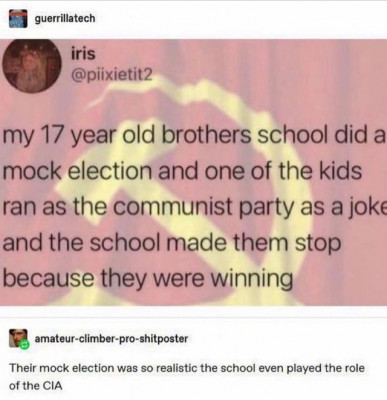 guerrillatech
iris
@piixietit2
my 17 year old brothers school did a
mock election and one of the kids
ran as the communist party as a joke
and the school made them stop
because they were winning
amateur-climber-pro-shitposter
Their mock election was so realistic the school even played the role
of the CIA